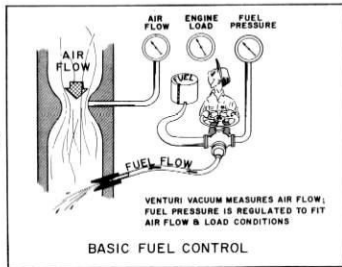 AIR FLOW
ENGINE LOAD
FUEL PRESSURE
AIR FLOW
FUEL
FUEL FLOW
VENTURI VACUUM MEASURES AIR FLOW;
FUEL PRESSURE IS REGULATED TO FIT
AIR FLOW & LOAD CONDITIONS
BASIC FUEL CONTROL